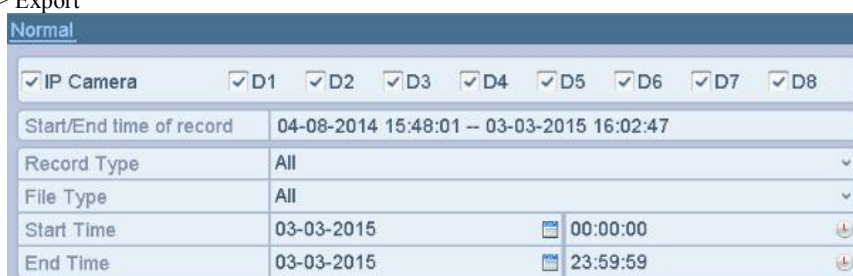 > Export
Normal
IP Camera D1 D2 D3 D4 D5 D6 D7 D8
Start/End time of record 04-08-2014 15:48:01 -- 03-03-2015 16:02:47
Record Type All
File Type All
Start Time 03-03-2015 00:00:00
End Time 03-03-2015 23:59:59